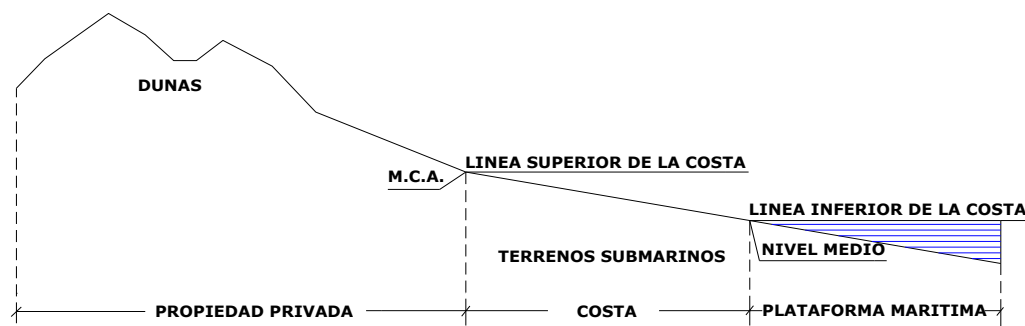 DUNAS
LINEA SUPERIOR DE LA COSTA
M.C.A.
LINEA INFERIOR DE LA COSTA
NIVEL MEDIO
TERRENOS SUBMARINOS
PROPIEDAD PRIVADA
COSTA
PLATAFORMA MARITIMA